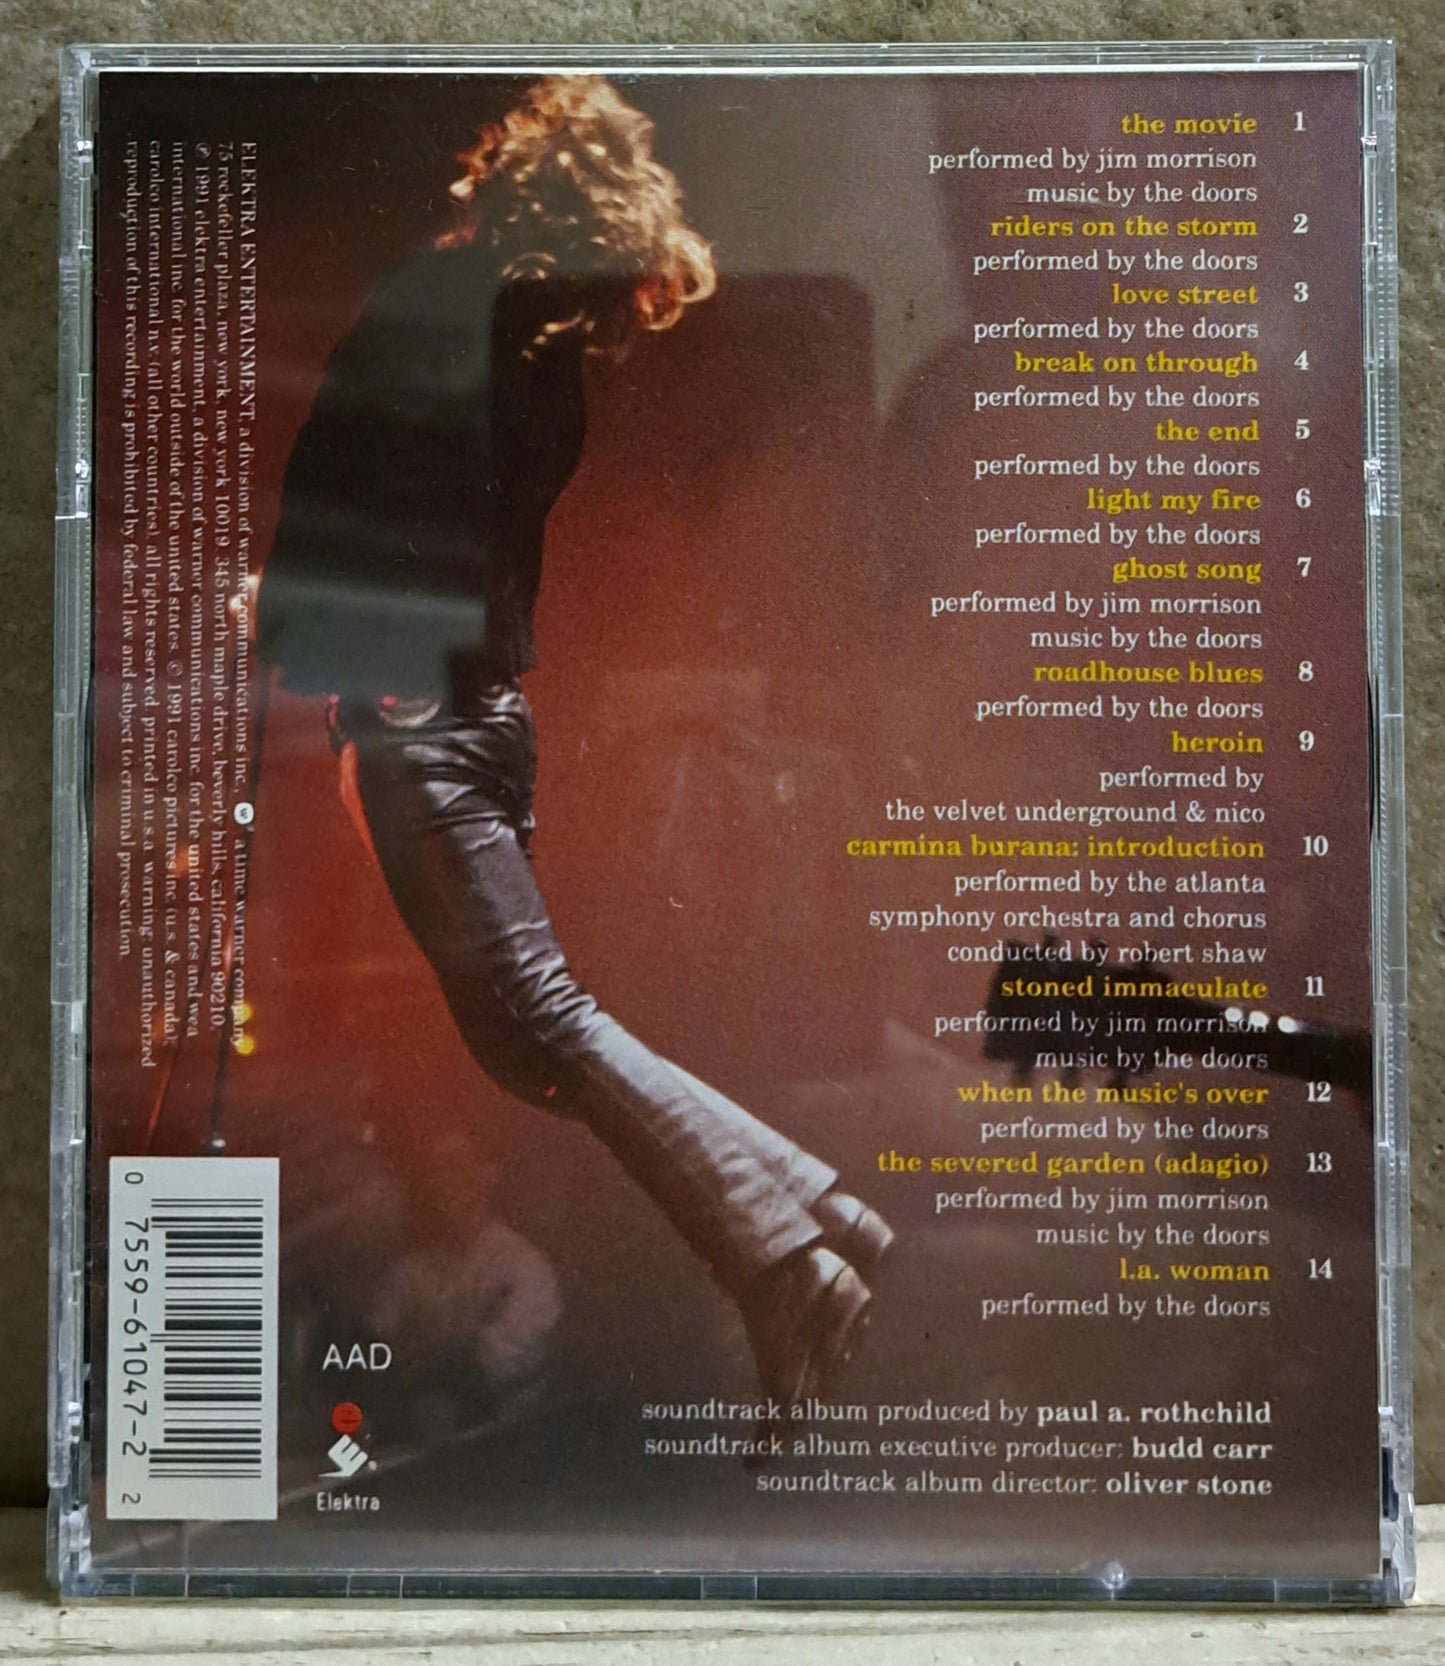 the movie 1
performed by jim morrison
music by the doors
riders on the storm 2
performed by the doors
love street 3
performed by the doors
break on through 4
performed by the doors
the end 5
performed by the doors
light my fire 6
performed by the doors
ghost song 7
performed by jim morrison
music by the doors
roadhouse blues 8
performed by the doors
heroin 9
performed by
the velvet underground & nico
carmina burana: introduction 10
performed by the atlanta
symphony orchestra and chorus
conducted by robert shaw
stoned immaculate 11
performed by jim morrison
music by the doors
when the music's over 12
performed by the doors
the severed garden (adagio) 13
performed by jim morrison
music by the doors
l.a. woman 14
performed by the doors
soundtrack album produced by paul a. rothchild
soundtrack album executive producer: budd carr
soundtrack album director: oliver stone
ELEKTRA ENTERTAINMENT, a division of warner communications inc., w a time warner company
75 rockefeller plaza, new york, new york 10019. 345 north maple drive, beverly hills, california 90210.
℗ 1991 elektra entertainment, a division of warner communications inc. for the united states and wea
international inc. for the world outside of the united states. © 1991 carolco pictures inc. (u.s. & canada);
carolco international n.v. (all other countries). all rights reserved. printed in u.s.a. warning: unauthorized
reproduction of this recording is prohibited by federal law and subject to criminal prosecution.
0 7559-61047-2 2
AAD
Elektra